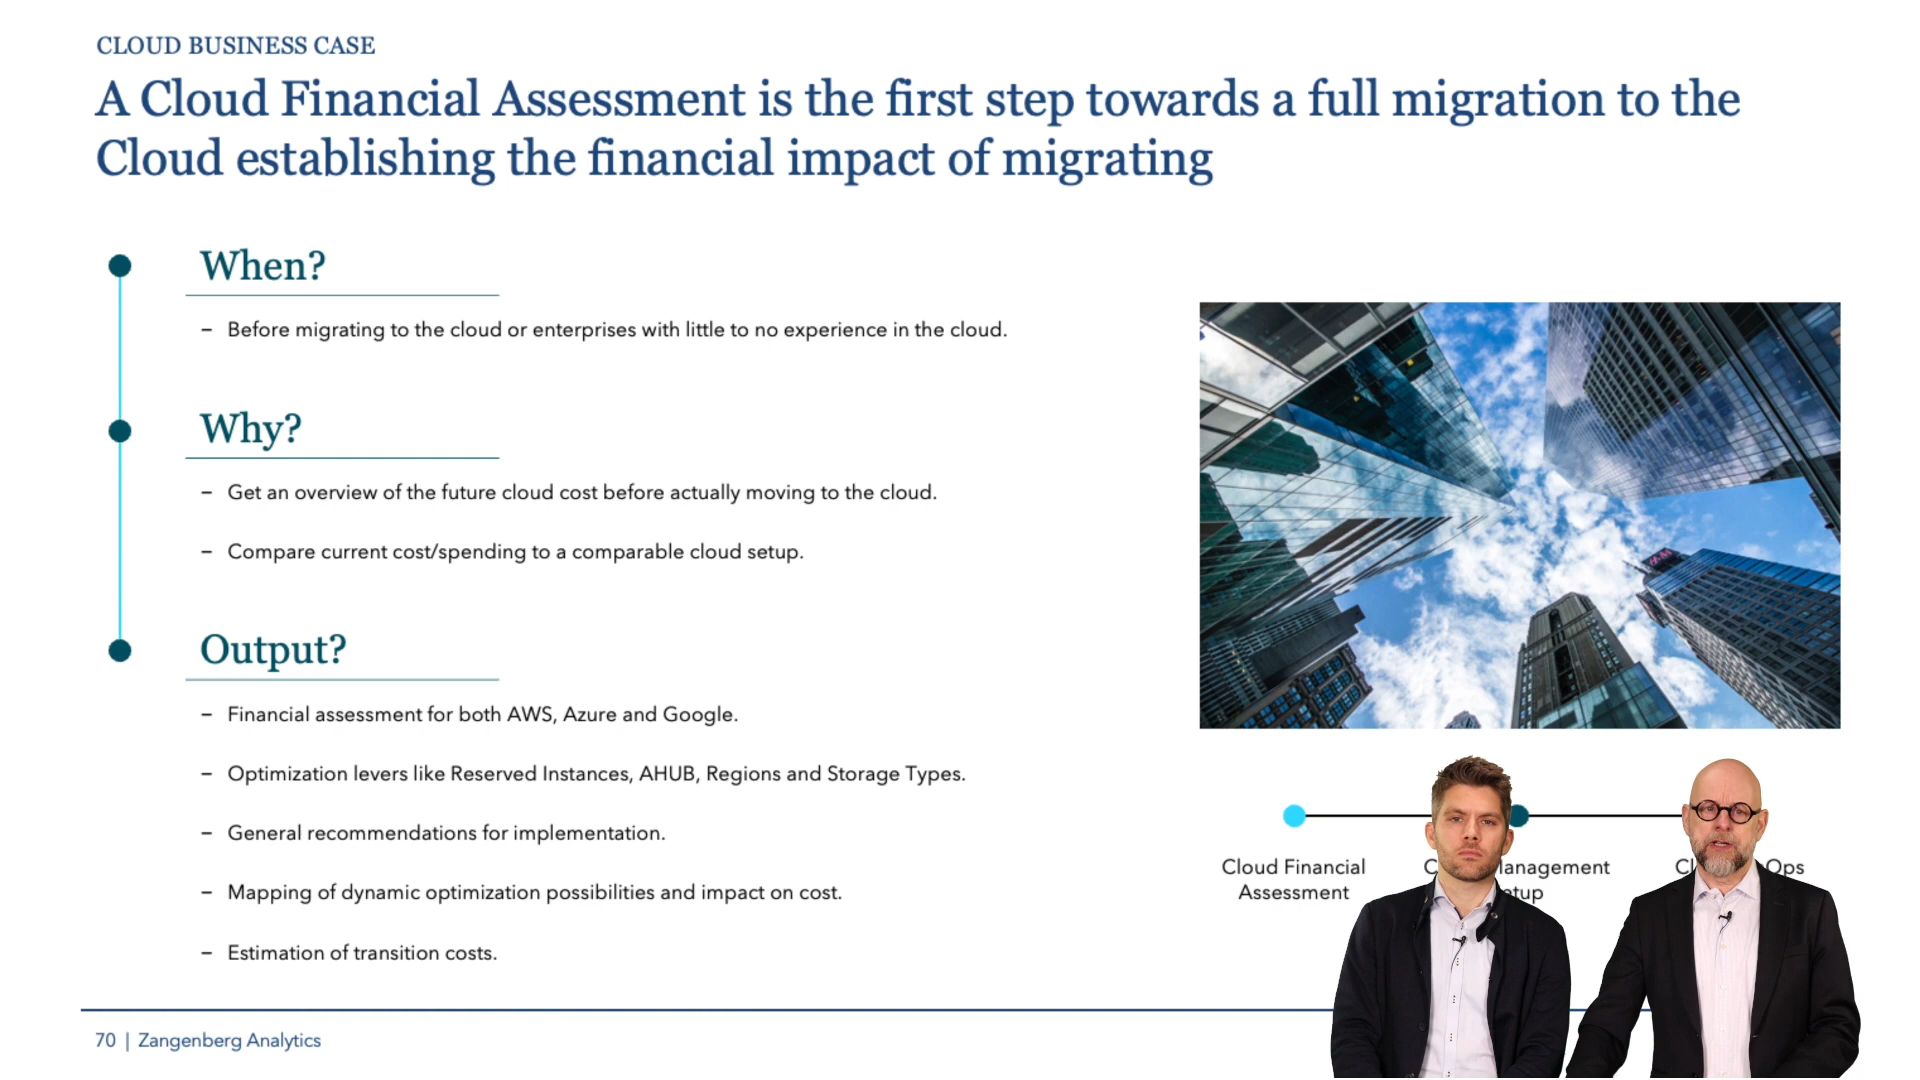 CLOUD BUSINESS CASE
A Cloud Financial Assessment is the first step towards a full migration to the
Cloud establishing the financial impact of migrating
When?
– Before migrating to the cloud or enterprises with little to no experience in the cloud.
Why?
– Get an overview of the future cloud cost before actually moving to the cloud.
– Compare current cost/spending to a comparable cloud setup.
Output?
– Financial assessment for both AWS, Azure and Google.
– Optimization levers like Reserved Instances, AHUB, Regions and Storage Types.
– General recommendations for implementation.
– Mapping of dynamic optimization possibilities and impact on cost.
– Estimation of transition costs.
Cloud Financial
Assessment
70 | Zangenberg Analytics